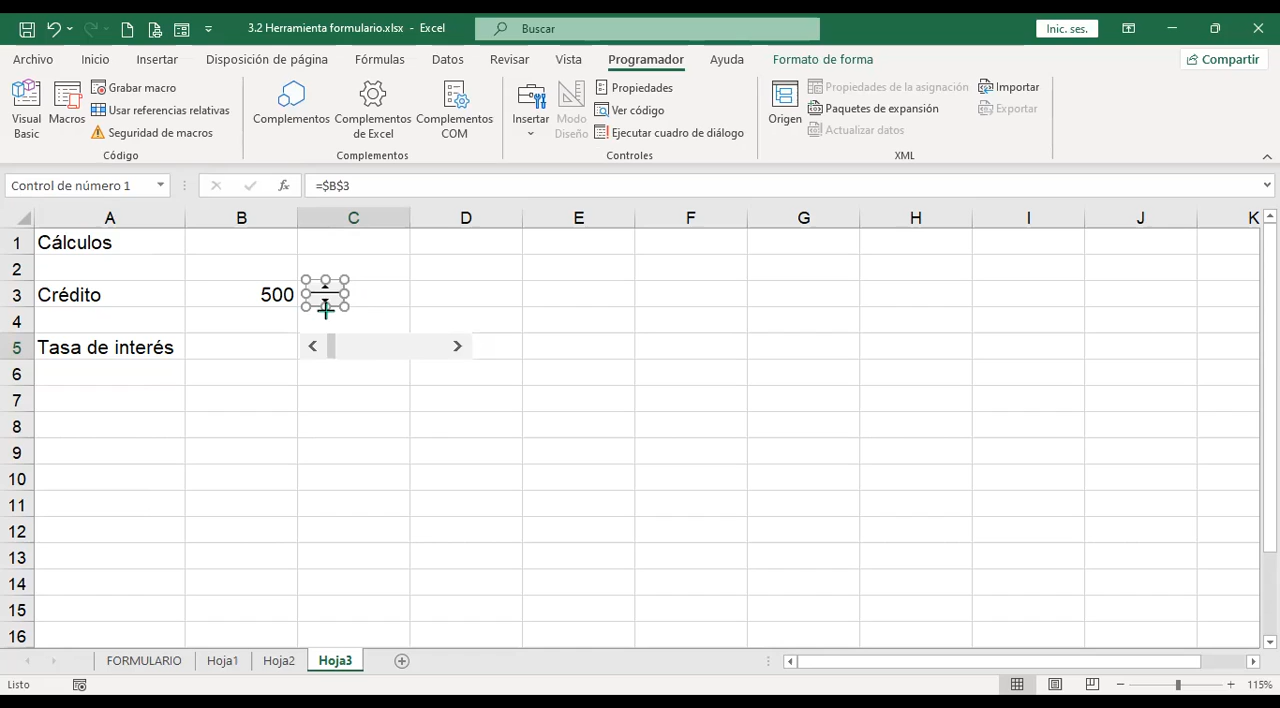 3.2 Herramienta formulario.xlsx - Excel
Buscar
Inic. ses.
Archivo Inicio Insertar Disposición de página Fórmulas Datos Revisar Vista Programador Ayuda Formato de forma Compartir
Visual Basic
Macros
Grabar macro
Usar referencias relativas
Seguridad de macros
Código
Complementos
Complementos de Excel
Complementos COM
Complementos
Insertar
Modo Diseño
Propiedades
Ver código
Ejecutar cuadro de diálogo
Controles
Origen
Propiedades de la asignación
Paquetes de expansión
Actualizar datos
Importar
Exportar
XML
Control de número 1 fx =$B$3
A B C D E F G H I J K
1 Cálculos
2
3 Crédito 500
4
5 Tasa de interés
6
7
8
9
10
11
12
13
14
15
16
FORMULARIO Hoja1 Hoja2 Hoja3
Listo 115%